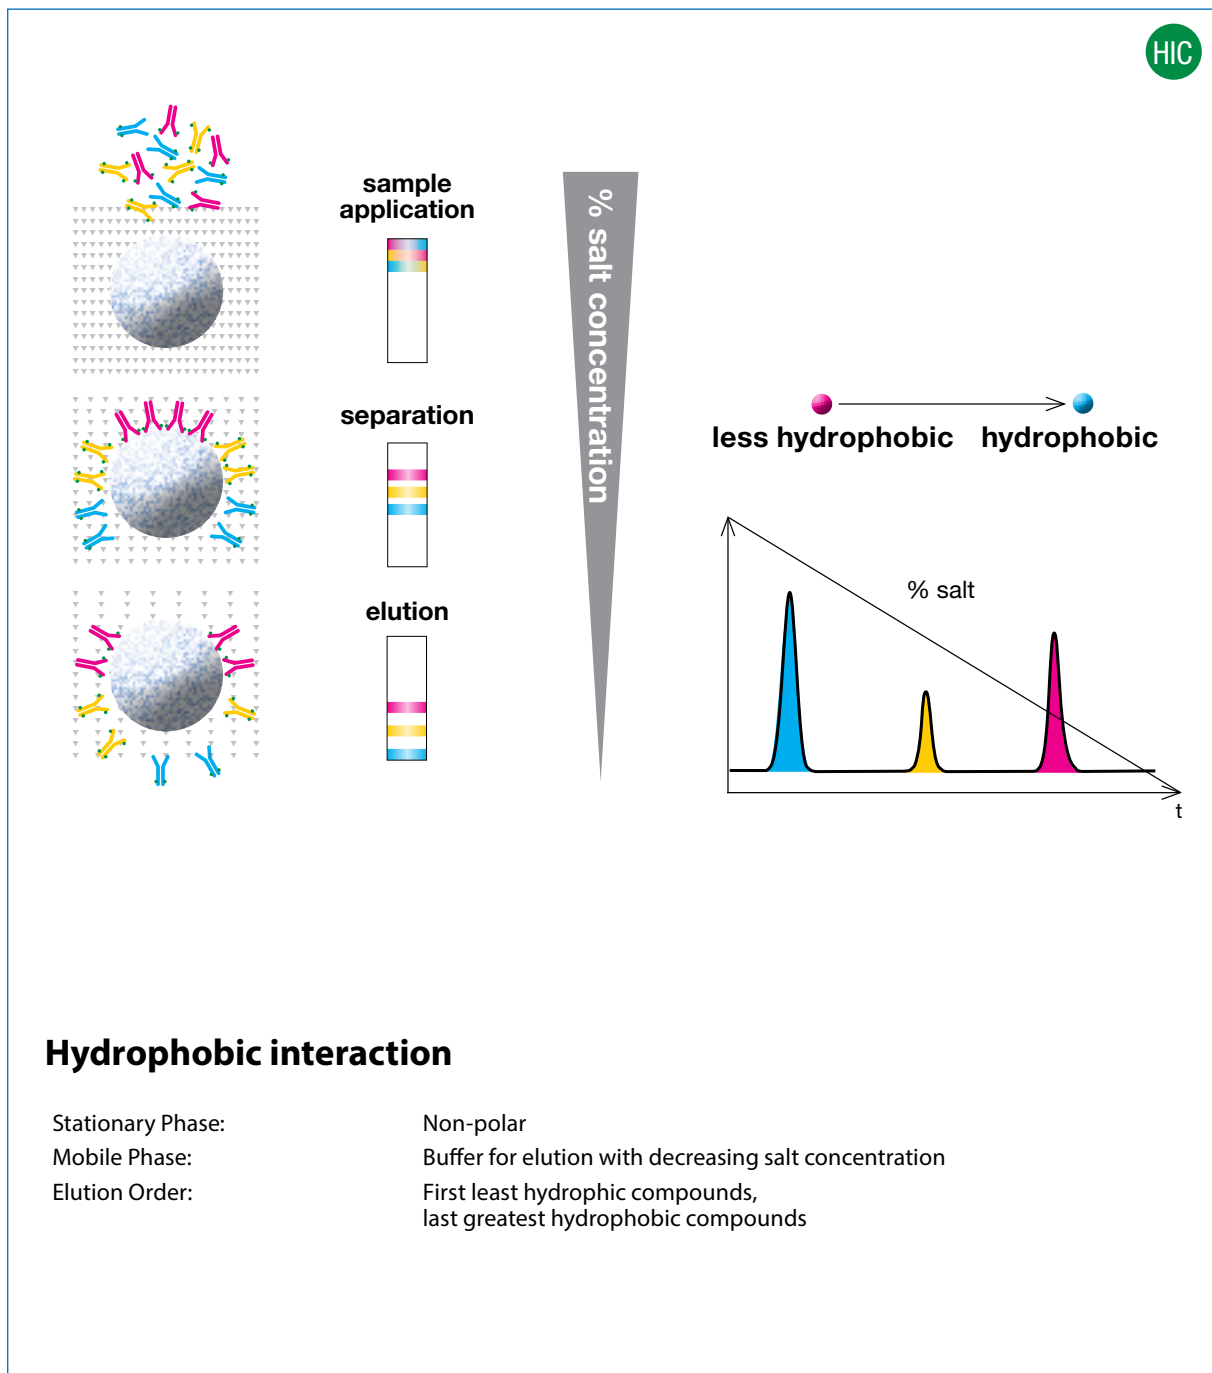 HIC
sample
application
separation
elution
% salt concentration
less hydrophobic
hydrophobic
% salt
t
Hydrophobic interaction
Stationary Phase: Non-polar
Mobile Phase: Buffer for elution with decreasing salt concentration
Elution Order: First least hydrophic compounds,
last greatest hydrophobic compounds